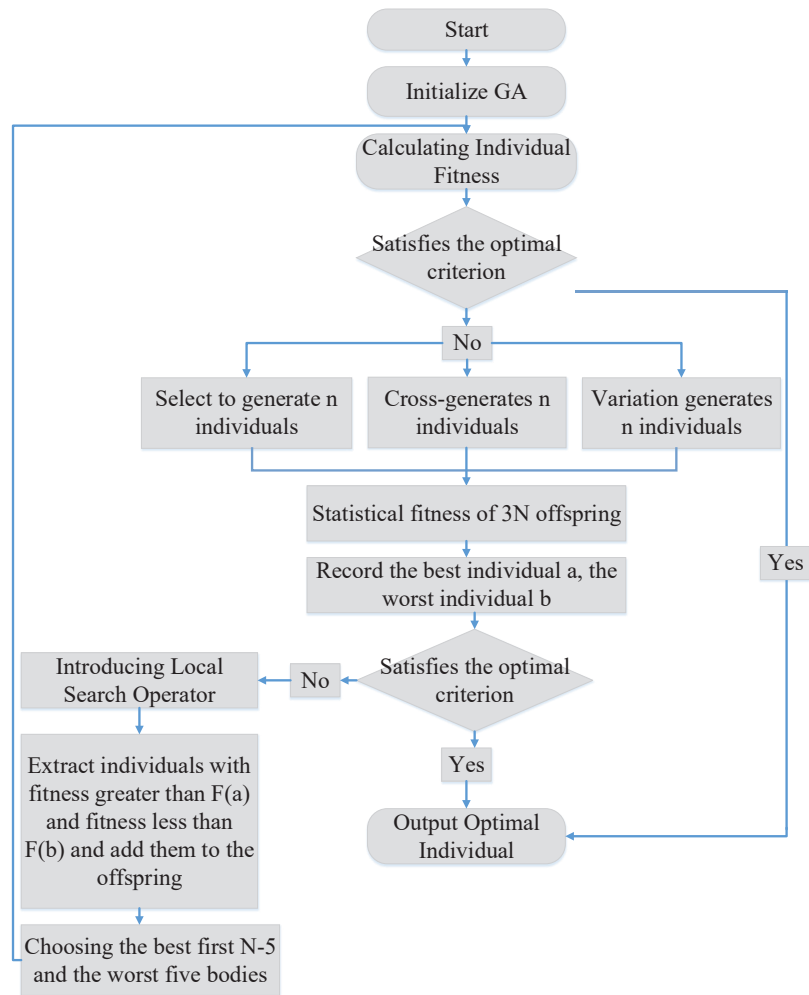 Start
Initialize GA
Calculating Individual
Fitness
Satisfies the optimal
criterion
No
Select to generate n
individuals
Cross-generates n
individuals
Variation generates
n individuals
Statistical fitness of 3N offspring
Yes
Record the best individual a, the
worst individual b
Introducing Local
Search Operator
No
Satisfies the optimal
criterion
Yes
Extract individuals with
fitness greater than F(a)
and fitness less than
F(b) and add them to the
offspring
Output Optimal
Individual
Choosing the best first N-5
and the worst five bodies